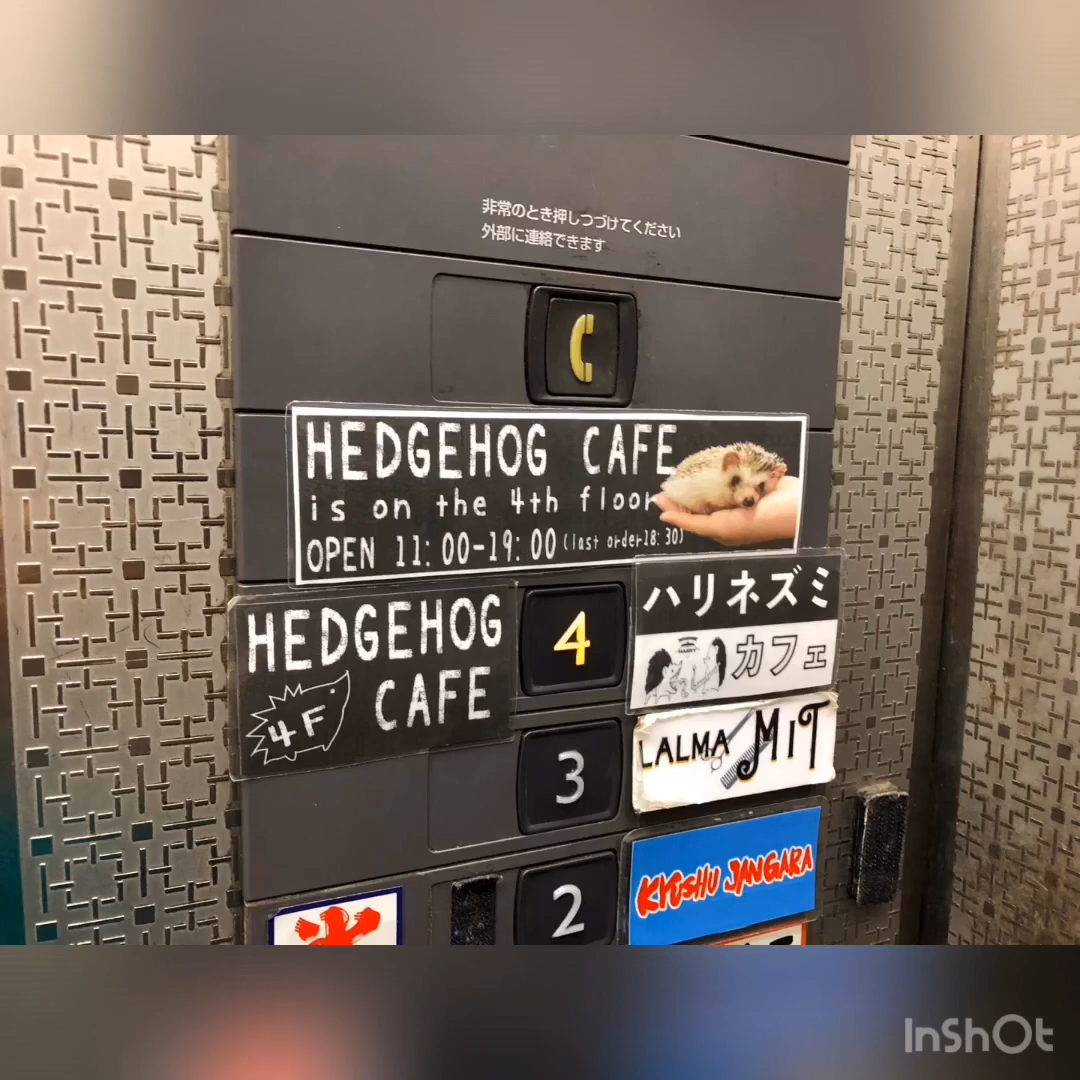 非常のとき押しつづけてください
外部に連絡できます
HEDGEHOG CAFE
is on the 4th floor
OPEN 11:00-19:00 (last order18:30)
HEDGEHOG
4F CAFE
4
ハリネズミ
カフェ
3
LALMA MiT
2
KYUSHU JANGARA
InShOt